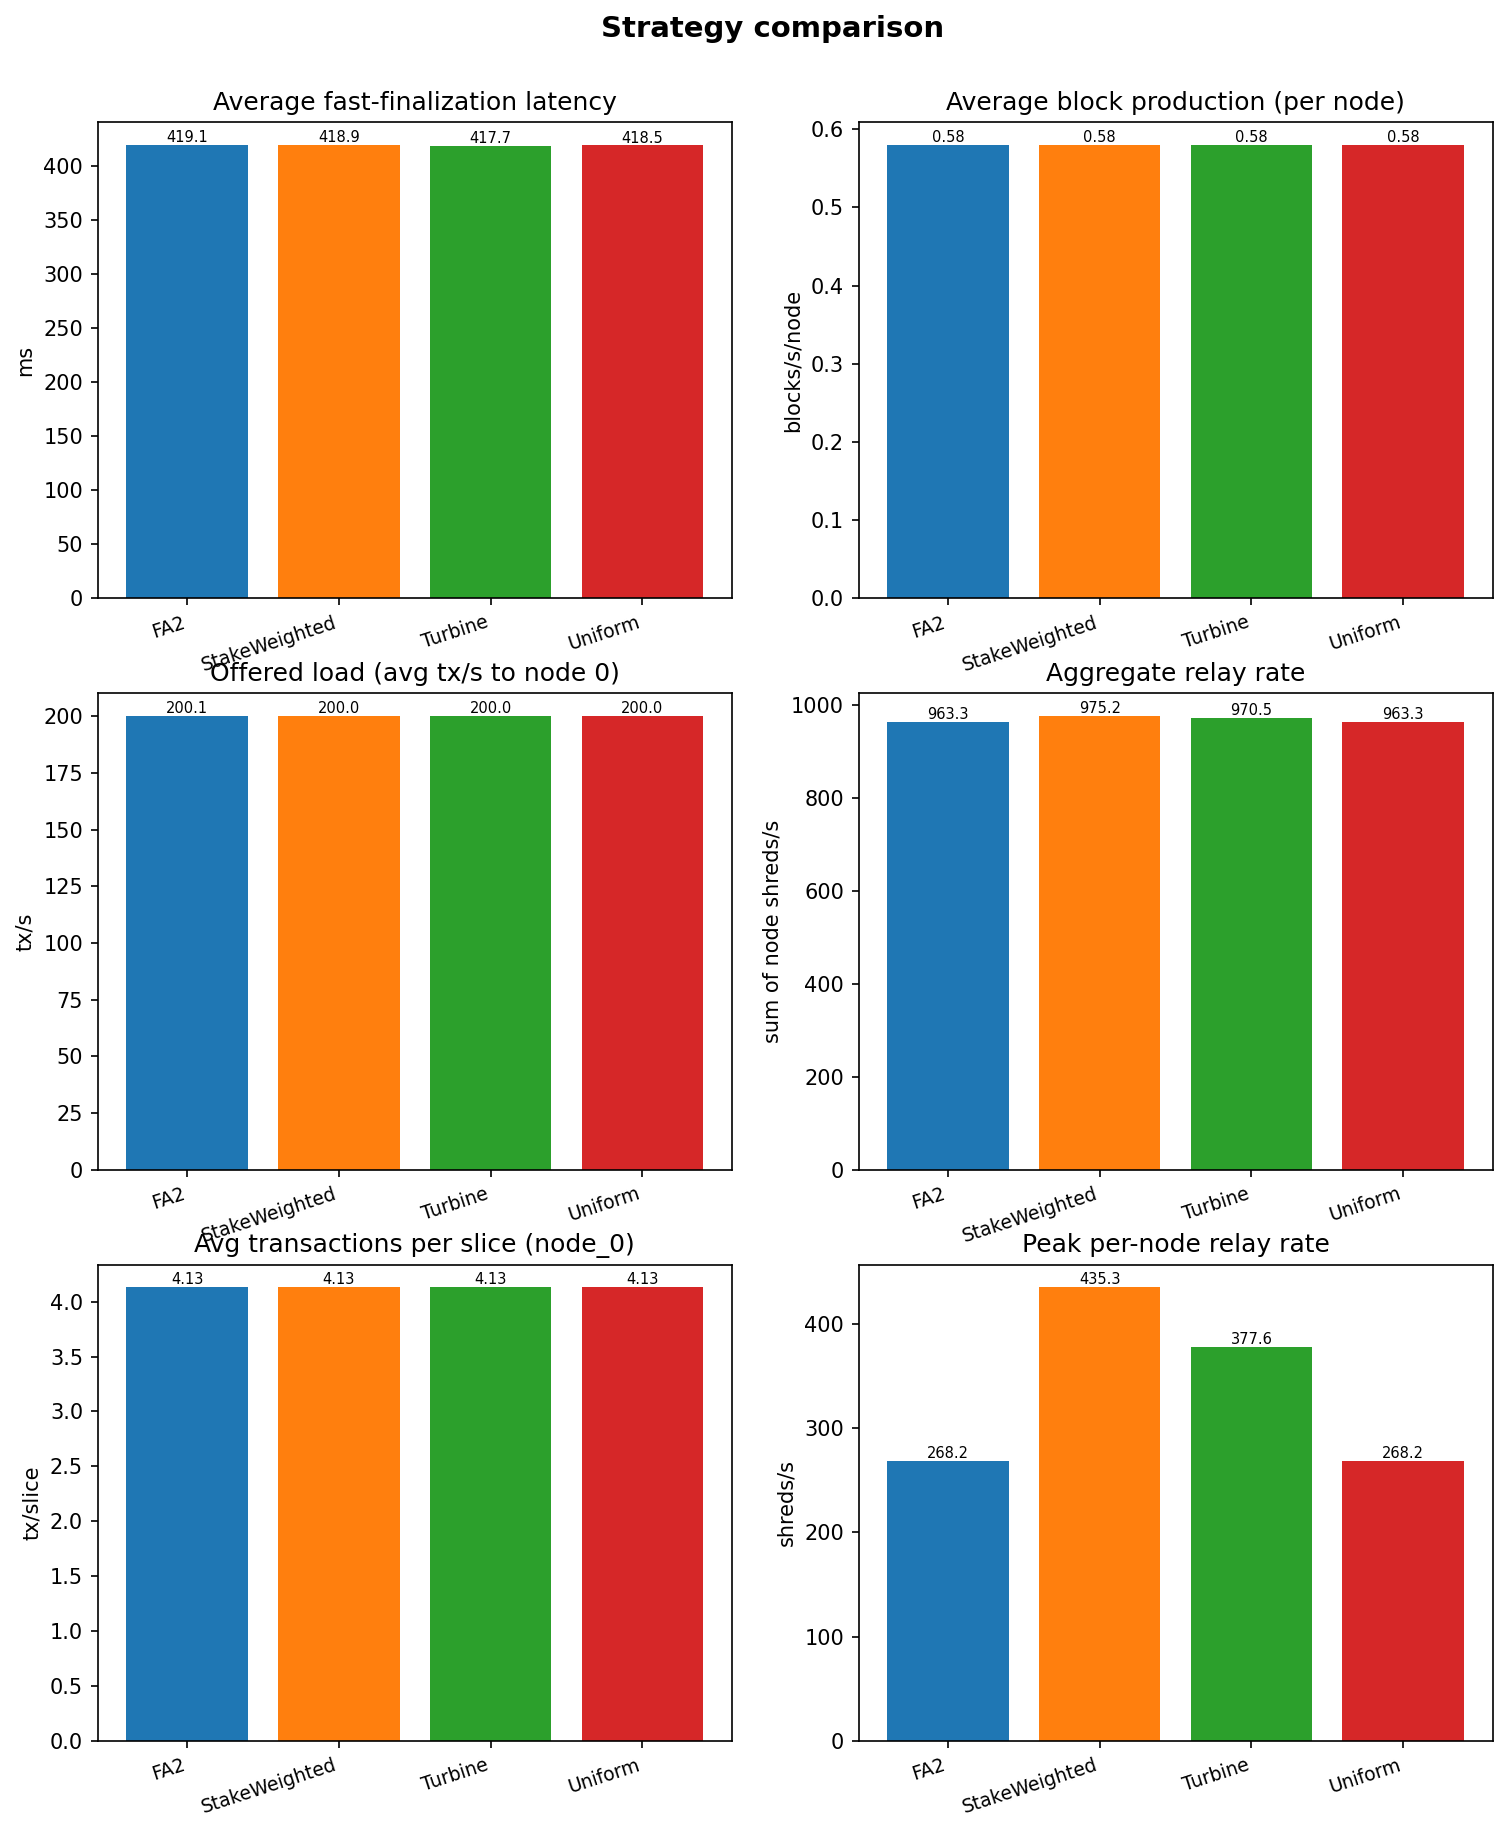 Strategy comparison
Average fast-finalization latency
419.1
418.9
417.7
418.5
400
350
300
250
200
150
100
50
0
ms
FA2
StakeWeighted
Turbine
Uniform
Average block production (per node)
0.58
0.58
0.58
0.58
0.6
0.5
0.4
0.3
0.2
0.1
0.0
blocks/s/node
FA2
StakeWeighted
Turbine
Uniform
Offered load (avg tx/s to node 0)
200.1
200.0
200.0
200.0
200
175
150
125
100
75
50
25
0
tx/s
FA2
StakeWeighted
Turbine
Uniform
Aggregate relay rate
963.3
975.2
970.5
963.3
1000
800
600
400
200
0
sum of node shreds/s
FA2
StakeWeighted
Turbine
Uniform
Avg transactions per slice (node_0)
4.13
4.13
4.13
4.13
4.0
3.5
3.0
2.5
2.0
1.5
1.0
0.5
0.0
tx/slice
FA2
StakeWeighted
Turbine
Uniform
Peak per-node relay rate
268.2
435.3
377.6
268.2
400
300
200
100
0
shreds/s
FA2
StakeWeighted
Turbine
Uniform